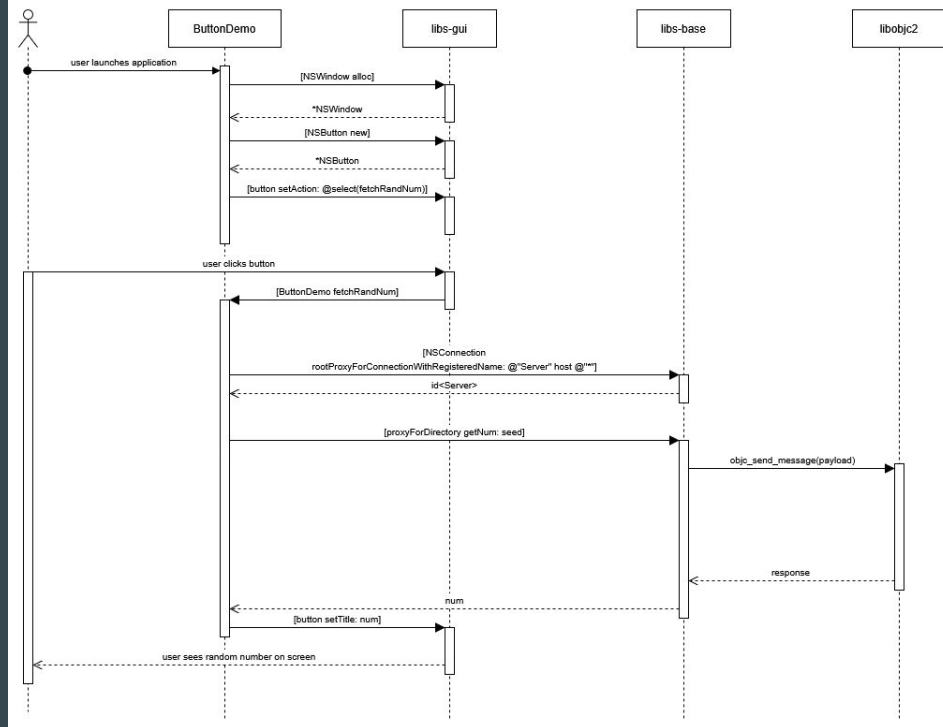 ButtonDemo
libs-gui
libs-base
libobjc2
user launches application
[NSWindow alloc]
*NSWindow
[NSButton new]
*NSButton
[button setAction: @select(fetchRandNum)]
user clicks button
[ButtonDemo fetchRandNum]
[NSConnection
rootProxyForConnectionWithRegisteredName: @"Server" host @"*"]
id<Server>
[proxyForDirectory getNum: seed]
objc_send_message(payload)
response
num
[button setTitle: num]
user sees random number on screen